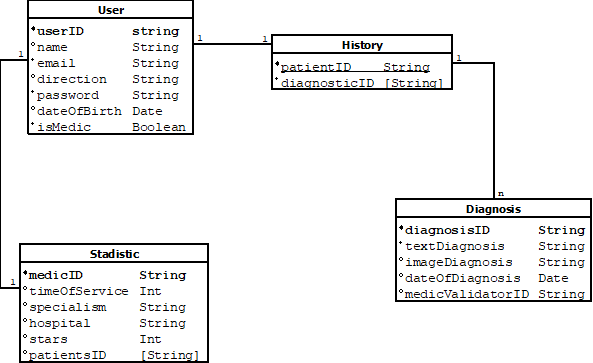 User
userID string
name String
email String
direction String
password String
dateOfBirth Date
isMedic Boolean
1 1
1
History
patientID String
diagnosticID [String]
1
n
Diagnosis
diagnosisID String
textDiagnosis String
imageDiagnosis String
dateOfDiagnosis Date
medicValidatorID String
Stadistic
medicID String
timeOfService Int
specialism String
hospital String
stars Int
patientsID [String]
1